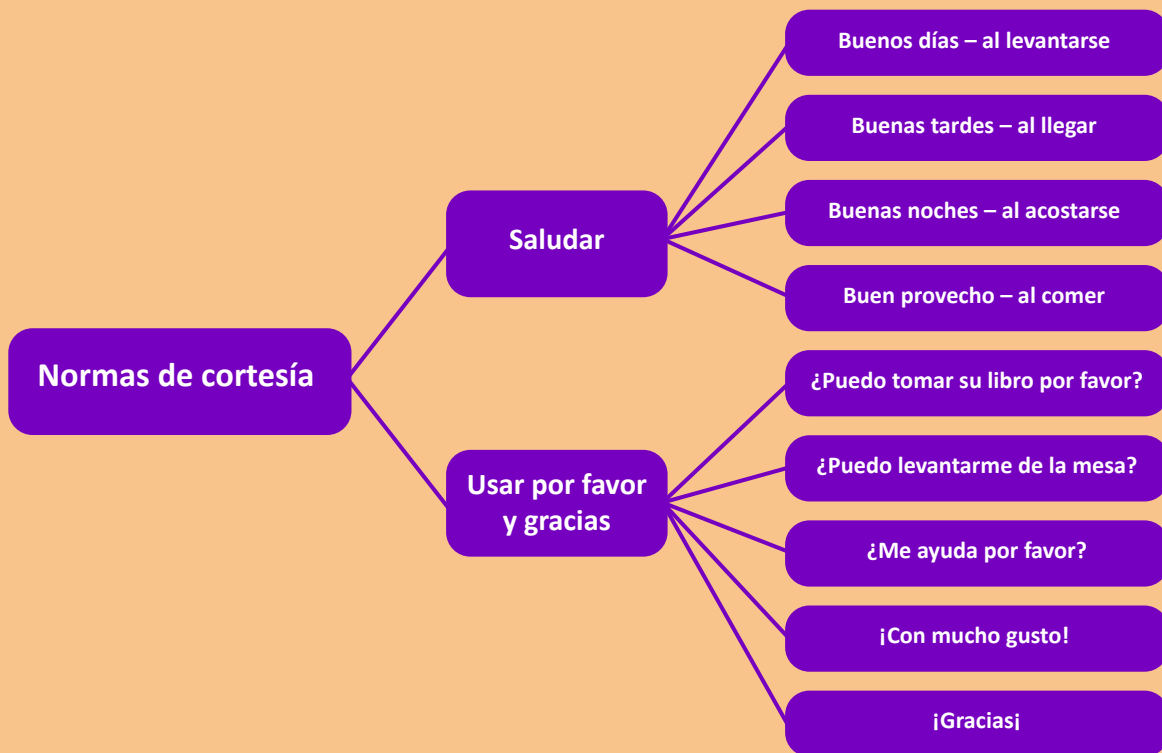 Normas de cortesía
Saludar
Buenos días – al levantarse
Buenas tardes – al llegar
Buenas noches – al acostarse
Buen provecho – al comer
Usar por favor
y gracias
¿Puedo tomar su libro por favor?
¿Puedo levantarme de la mesa?
¿Me ayuda por favor?
¡Con mucho gusto!
¡Gracias¡